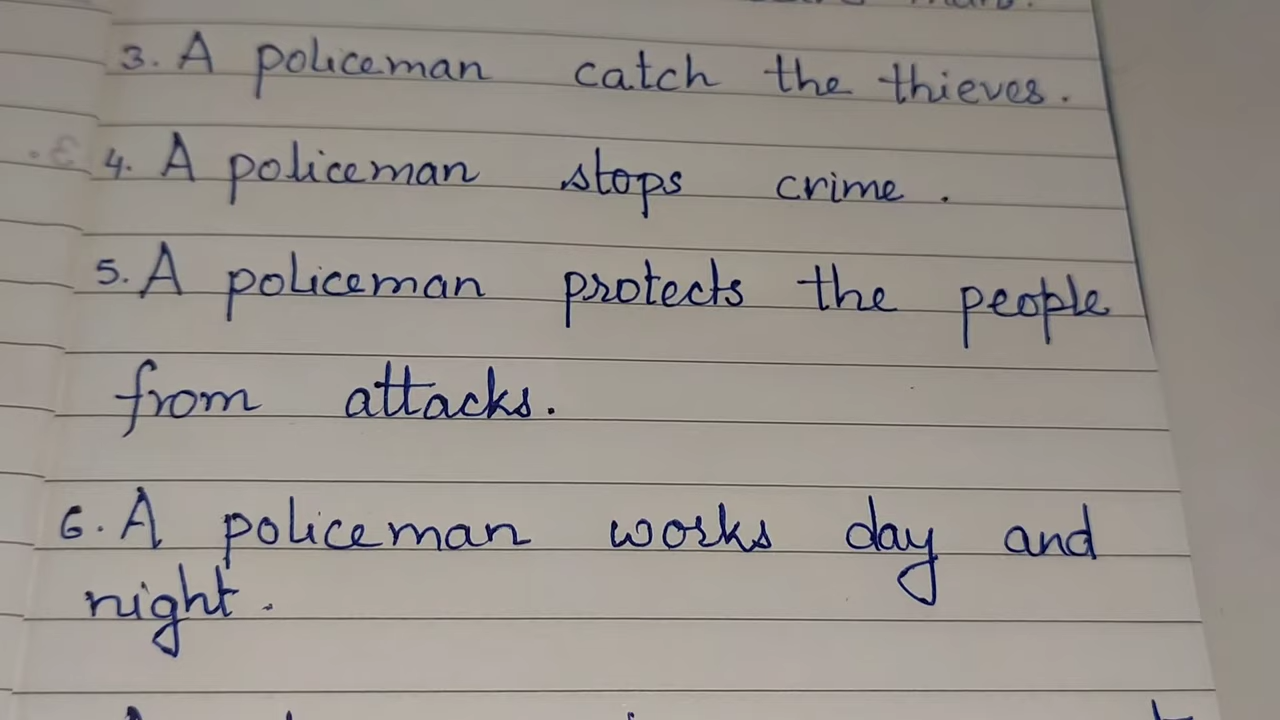 3. A policeman catch the thieves.
4. A policeman stops crime.
5. A policeman protects the people
from attacks.
6. A policeman works day and
night.